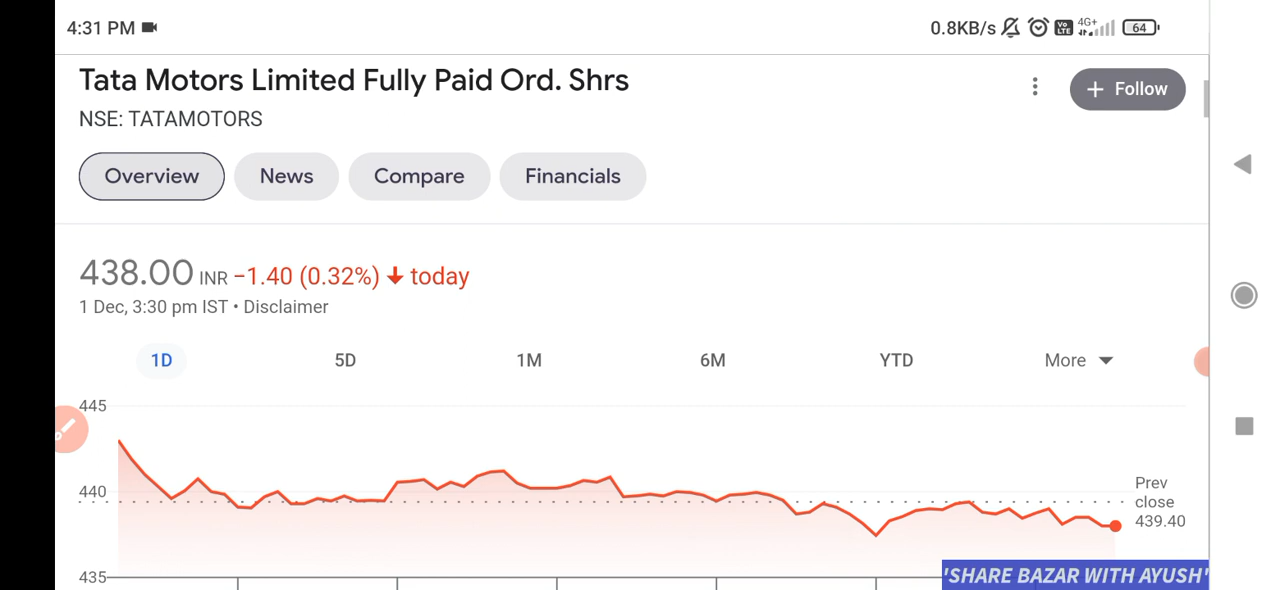 4:31 PM 0.8KB/s Vo LTE 4G+ 64
Tata Motors Limited Fully Paid Ord. Shrs
+ Follow
NSE: TATAMOTORS
Overview News Compare Financials
438.00 INR −1.40 (0.32%) ↓ today
1 Dec, 3:30 pm IST • Disclaimer
1D 5D 1M 6M YTD More
445
440
Prev
close
439.40
435
'SHARE BAZAR WITH AYUSH'